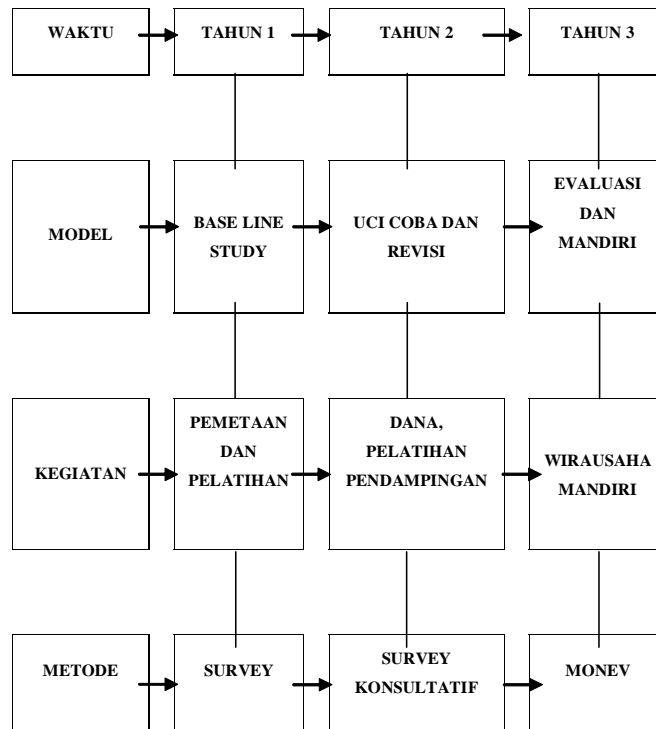 WAKTU
TAHUN 1
TAHUN 2
TAHUN 3
MODEL
BASE LINE
STUDY
UCI COBA DAN
REVISI
EVALUASI
DAN
MANDIRI
KEGIATAN
PEMETAAN
DAN
PELATIHAN
DANA,
PELATIHAN
PENDAMPINGAN
WIRAUSAHA
MANDIRI
METODE
SURVEY
SURVEY
KONSULTATIF
MONEV